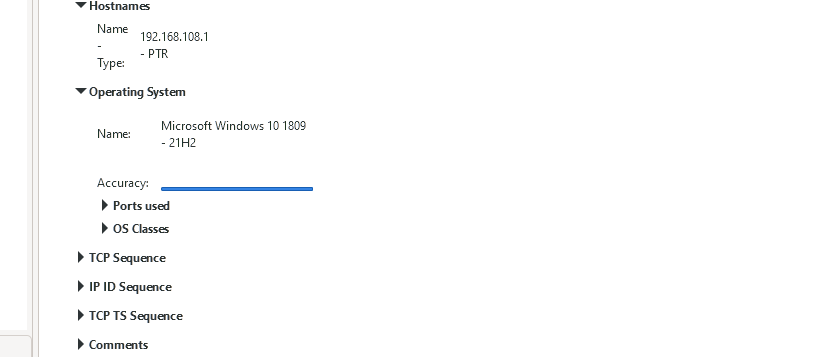 Hostnames
Name
-
Type:
192.168.108.1
- PTR
Operating System
Name:
Microsoft Windows 10 1809
- 21H2
Accuracy:
Ports used
OS Classes
TCP Sequence
IP ID Sequence
TCP TS Sequence
Comments